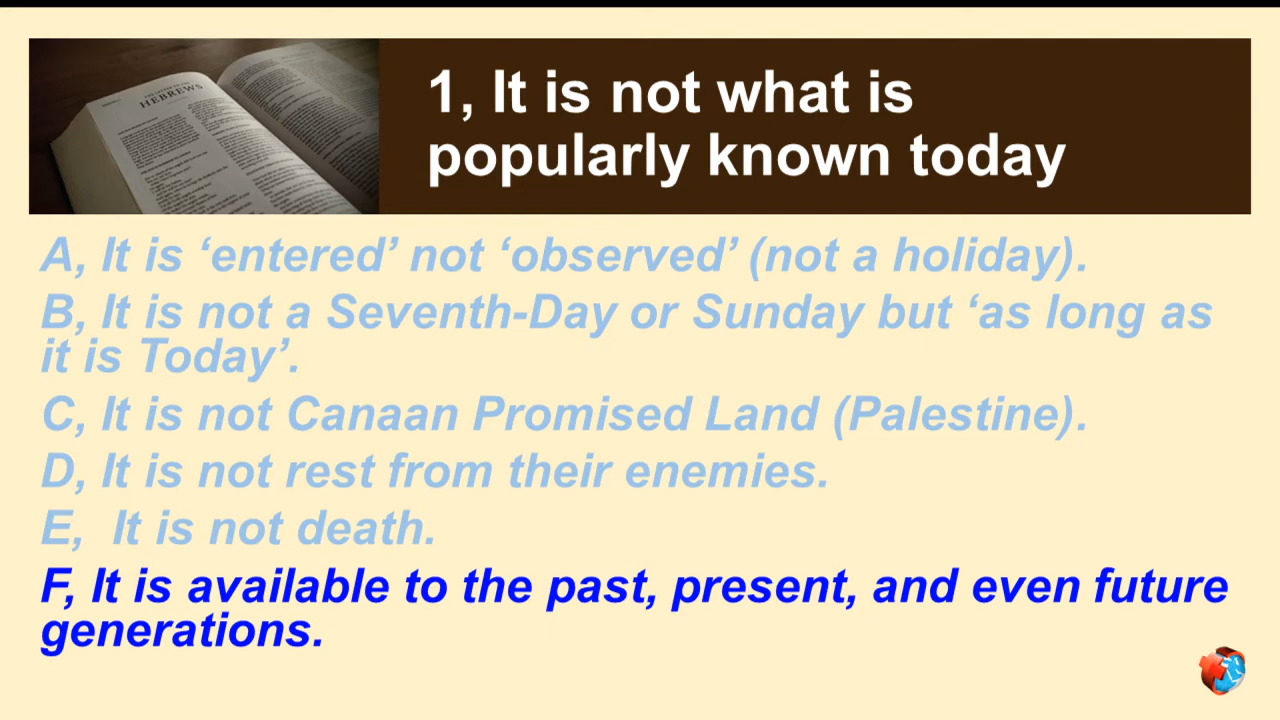 HEBREWS
1, It is not what is
popularly known today
A, It is ‘entered’ not ‘observed’ (not a holiday).
B, It is not a Seventh-Day or Sunday but ‘as long as
it is Today’.
C, It is not Canaan Promised Land (Palestine).
D, It is not rest from their enemies.
E, It is not death.
F, It is available to the past, present, and even future
generations.